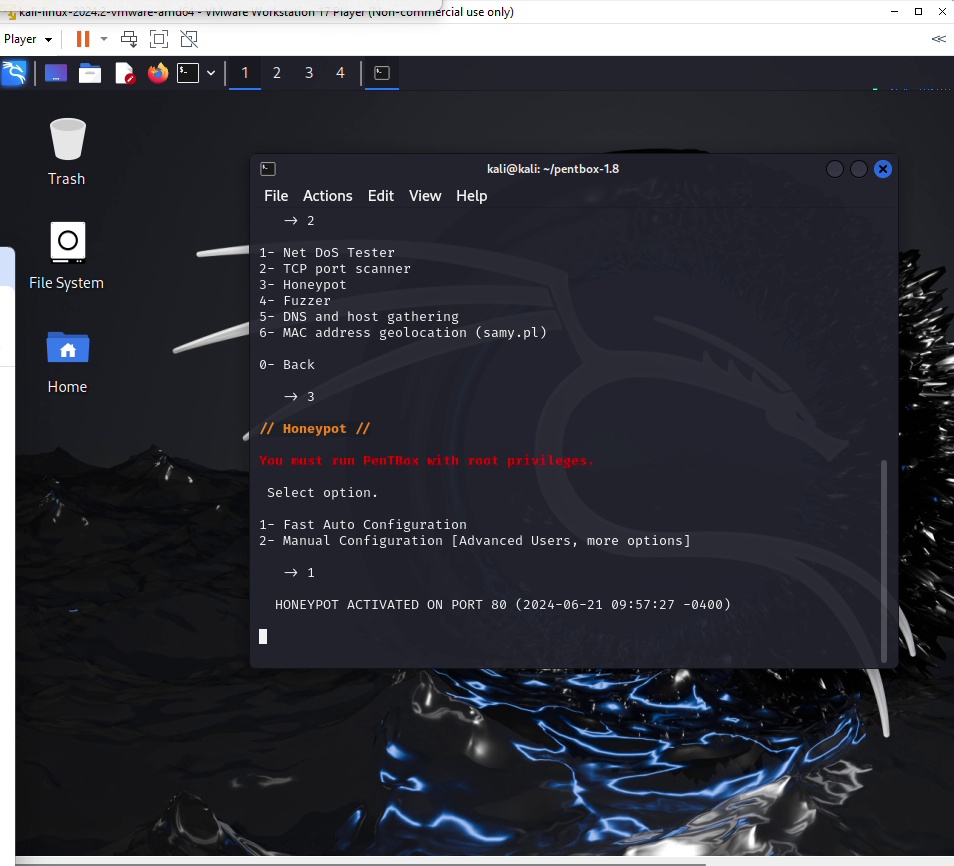 kali-linux-2024.2-vmware-amd64 - VMware Workstation 17 Player (Non-commercial use only)
Player
1 2 3 4
Trash
File System
Home
kali@kali: ~/pentbox-1.8
File Actions Edit View Help
-> 2
1- Net DoS Tester
2- TCP port scanner
3- Honeypot
4- Fuzzer
5- DNS and host gathering
6- MAC address geolocation (samy.pl)
0- Back
-> 3
// Honeypot //
You must run PenTBox with root privileges.
Select option.
1- Fast Auto Configuration
2- Manual Configuration [Advanced Users, more options]
-> 1
HONEYPOT ACTIVATED ON PORT 80 (2024-06-21 09:57:27 -0400)